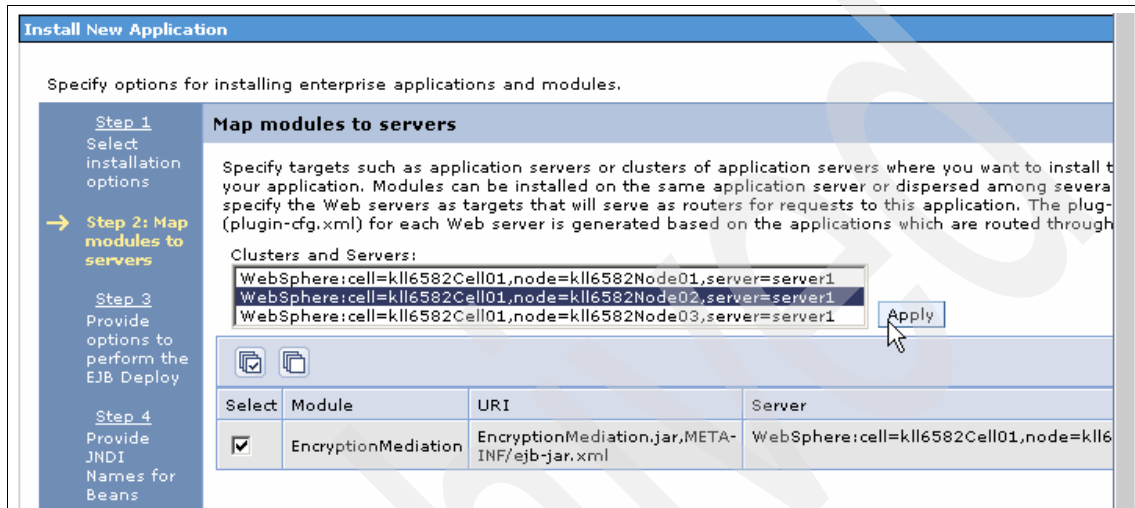 Install New Application
Specify options for installing enterprise applications and modules.
Step 1
Select
installation
options
Step 2: Map
modules to
servers
Step 3
Provide
options to
perform the
EJB Deploy
Step 4
Provide
JNDI
Names for
Beans
Map modules to servers
Specify targets such as application servers or clusters of application servers where you want to install t
your application. Modules can be installed on the same application server or dispersed among severa
specify the Web servers as targets that will serve as routers for requests to this application. The plug-
(plugin-cfg.xml) for each Web server is generated based on the applications which are routed through
Clusters and Servers:
WebSphere:cell=kll6582Cell01,node=kll6582Node01,server=server1
WebSphere:cell=kll6582Cell01,node=kll6582Node02,server=server1
WebSphere:cell=kll6582Cell01,node=kll6582Node03,server=server1
Apply
Select Module URI Server
EncryptionMediation EncryptionMediation.jar,META- WebSphere:cell=kll6582Cell01,node=kll6
INF/ejb-jar.xml